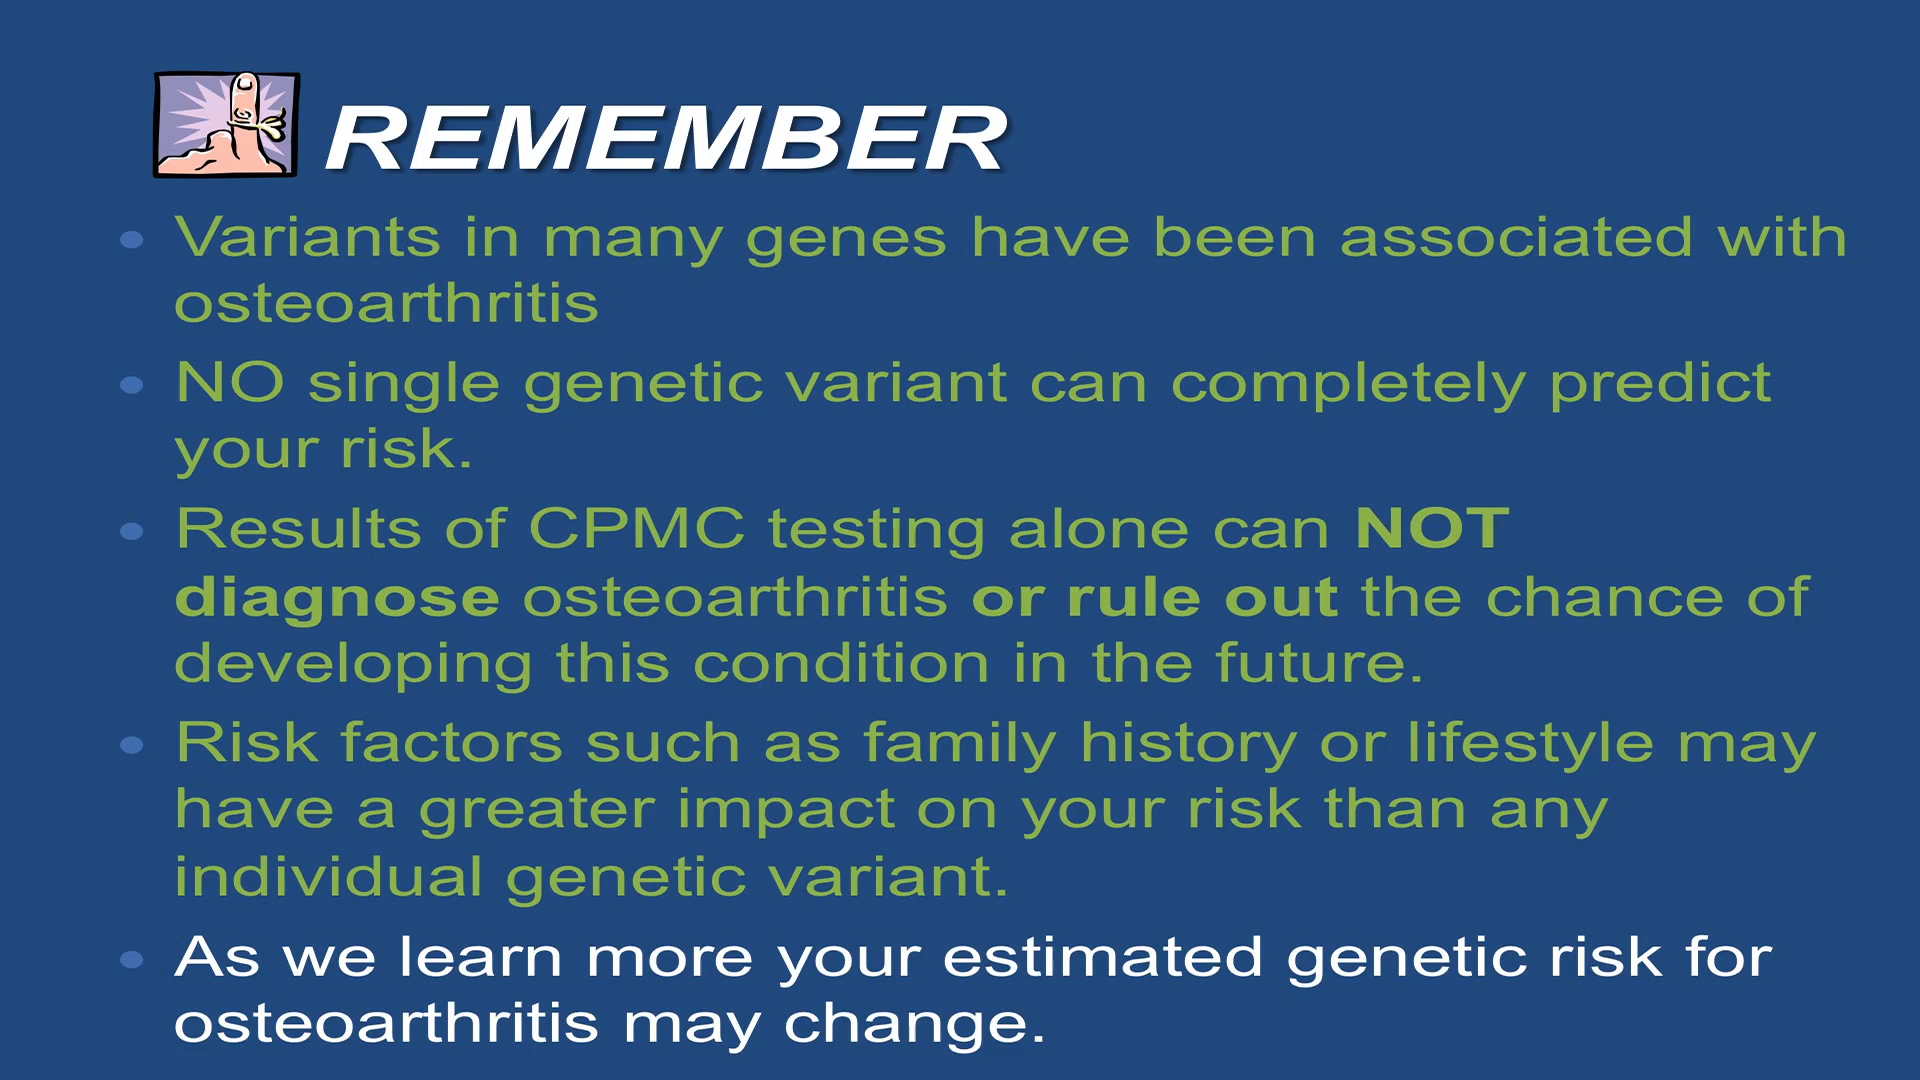 REMEMBER
• Variants in many genes have been associated with
osteoarthritis
• NO single genetic variant can completely predict
your risk.
• Results of CPMC testing alone can NOT
diagnose osteoarthritis or rule out the chance of
developing this condition in the future.
• Risk factors such as family history or lifestyle may
have a greater impact on your risk than any
individual genetic variant.
• As we learn more your estimated genetic risk for
osteoarthritis may change.